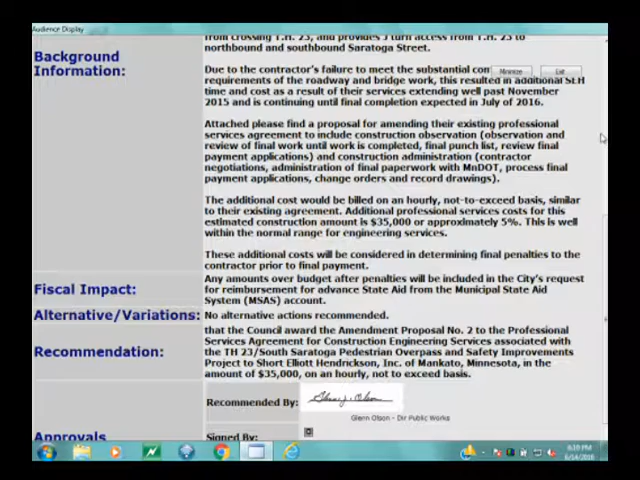 Audience Display
from crossing T.H. 23, and provides J turn access from T.H. 23 to
northbound and southbound Saratoga Street.
Background
Information:
Due to the contractor's failure to meet the substantial
Minimize
Exit
requirements of the roadway and bridge work, this resulted in additional SEH
time and cost as a result of their services extending well past November
2015 and is continuing until final completion expected in July of 2016.
Attached please find a proposal for amending their existing professional
services agreement to include construction observation (observation and
review of final work until work is completed, final punch list, review final
payment applications) and construction administration (contractor
negotiations, administration of final paperwork with MnDOT, process final
payment applications, change orders and record drawings).
The additional cost would be billed on an hourly, not-to-exceed basis, similar
to their existing agreement. Additional professional services costs for this
estimated construction amount is $35,000 or approximately 5%. This is well
within the normal range for engineering services.
These additional costs will be considered in determining final penalties to the
contractor prior to final payment.
Fiscal Impact:
Any amounts over budget after penalties will be included in the City's request
for reimbursement for advance State Aid from the Municipal State Aid
System (MSAS) account.
Alternative/Variations:
No alternative actions recommended.
Recommendation:
that the Council award the Amendment Proposal No. 2 to the Professional
Services Agreement for Construction Engineering Services associated with
the TH 23/South Saratoga Pedestrian Overpass and Safety Improvements
Project to Short Elliott Hendrickson, Inc. of Mankato, Minnesota, in the
amount of $35,000, on an hourly, not to exceed basis.
Recommended By:
Glenn J. Olson
Glenn Olson - Dir Public Works
Approvals
Signed By:
6/14/2016